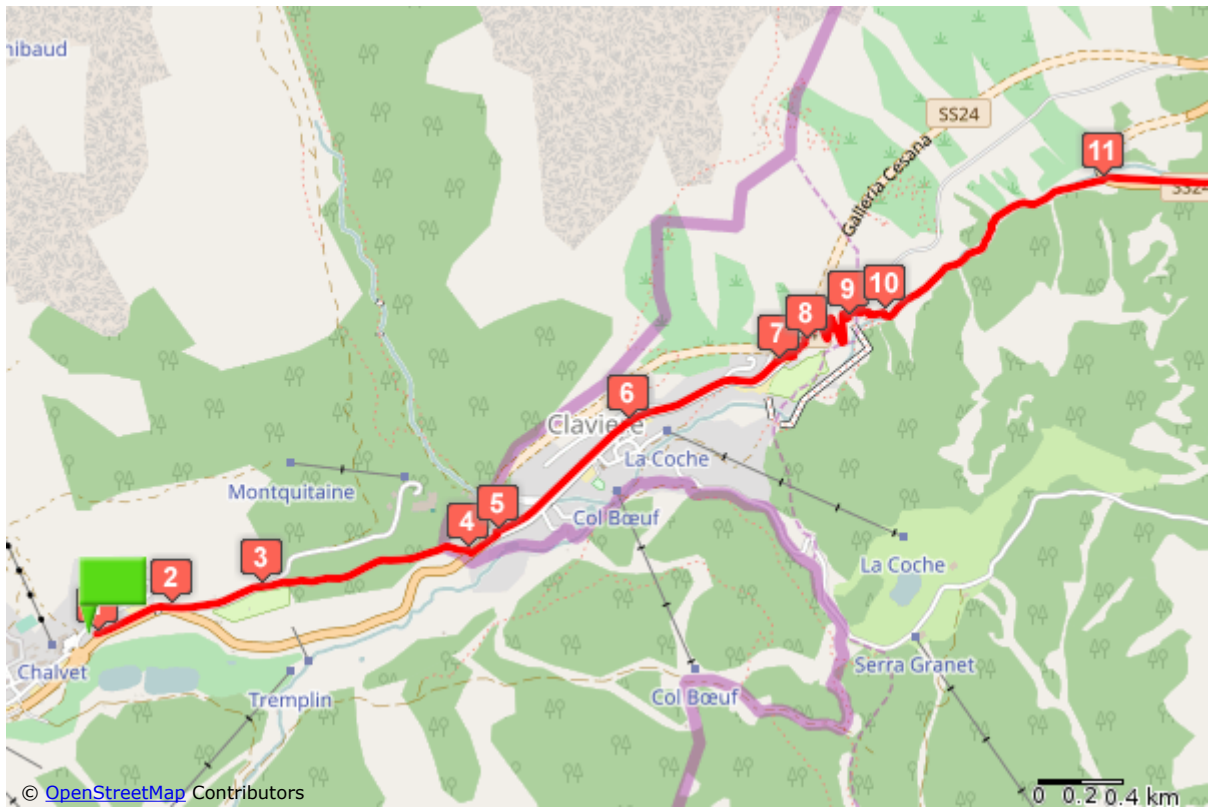 hibaud
SS24
11
Galleria Cesana
SS24
9
10
8
7
6
Claviere
La Coche
Montquitaine
5
4
Col Bœuf
3
2
La Coche
Chalvet
Tremplin
Serra Granet
Col Bœuf
© OpenStreetMap Contributors
0 0.2 0.4 km